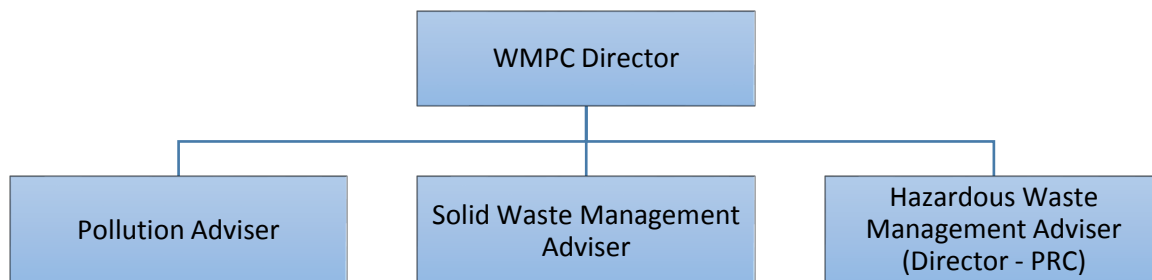 WMPC Director
Pollution Adviser
Solid Waste Management
Adviser
Hazardous Waste
Management Adviser
(Director - PRC)